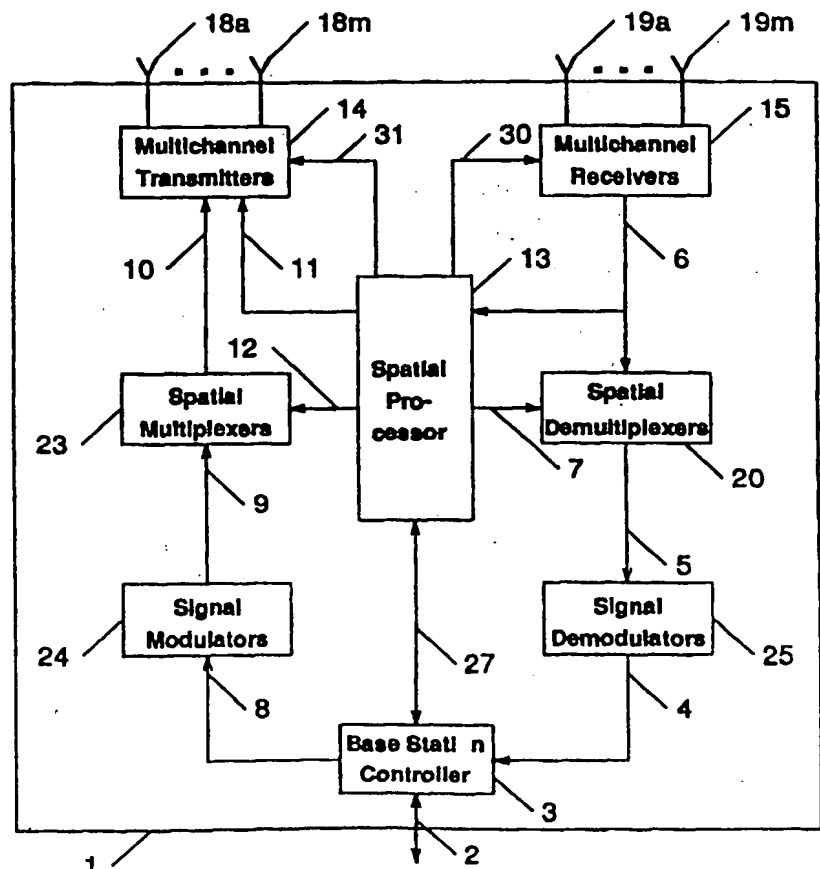 18a 18m 19a 19m
14
Multichannel
Transmitters
31
30
15
Multichannel
Receivers
10
11
13
6
12
Spatial
Pro-
cessor
Spatial
Multiplexers
23
Spatial
Demultiplexers
7
20
9
5
Signal
Modulators
24
27
Signal
Demodulators
25
8
4
Base Stati n
Controller
3
1
2